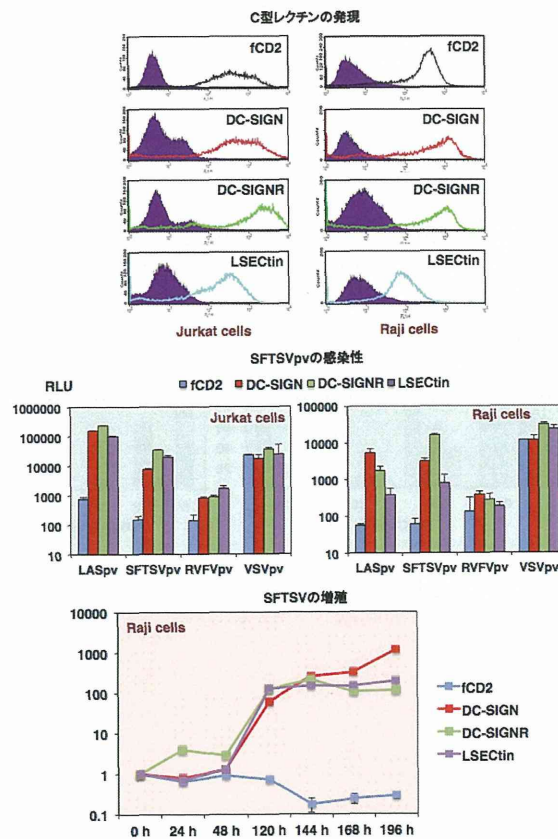 C型レクチンの発現
fCD2
fCD2
DC-SIGN
DC-SIGN
DC-SIGNR
DC-SIGNR
LSECtin
LSECtin
Jurkat cells
Raji cells
SFTSVpvの感染性
RLU
fCD2 DC-SIGN DC-SIGNR LSECtin
Jurkat cells
1000000
100000
10000
1000
100
10
LASpv SFTSVpv RVFVpv VSVpv
Raji cells
100000
10000
1000
100
10
LASpv SFTSVpv RVFVpv VSVpv
SFTSVの増殖
Raji cells
10000
1000
100
10
1
0.1
0 h 24 h 48 h 120 h 144 h 168 h 196 h
fCD2
DC-SIGN
DC-SIGNR
LSECtin